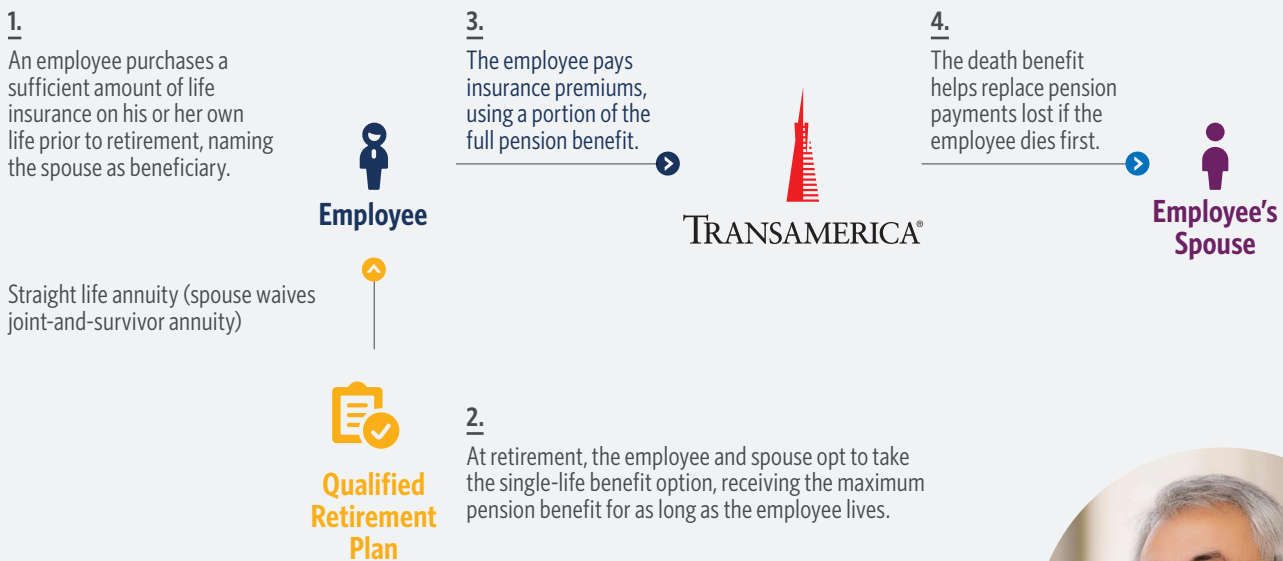 1.
An employee purchases a
sufficient amount of life
insurance on his or her own
life prior to retirement, naming
the spouse as beneficiary.
Employee
Straight life annuity (spouse waives
joint-and-survivor annuity)
Qualified
Retirement
Plan
2.
At retirement, the employee and spouse opt to take
the single-life benefit option, receiving the maximum
pension benefit for as long as the employee lives.
3.
The employee pays
insurance premiums,
using a portion of the
full pension benefit.
TRANSAMERICA®
4.
The death benefit
helps replace pension
payments lost if the
employee dies first.
Employee's
Spouse